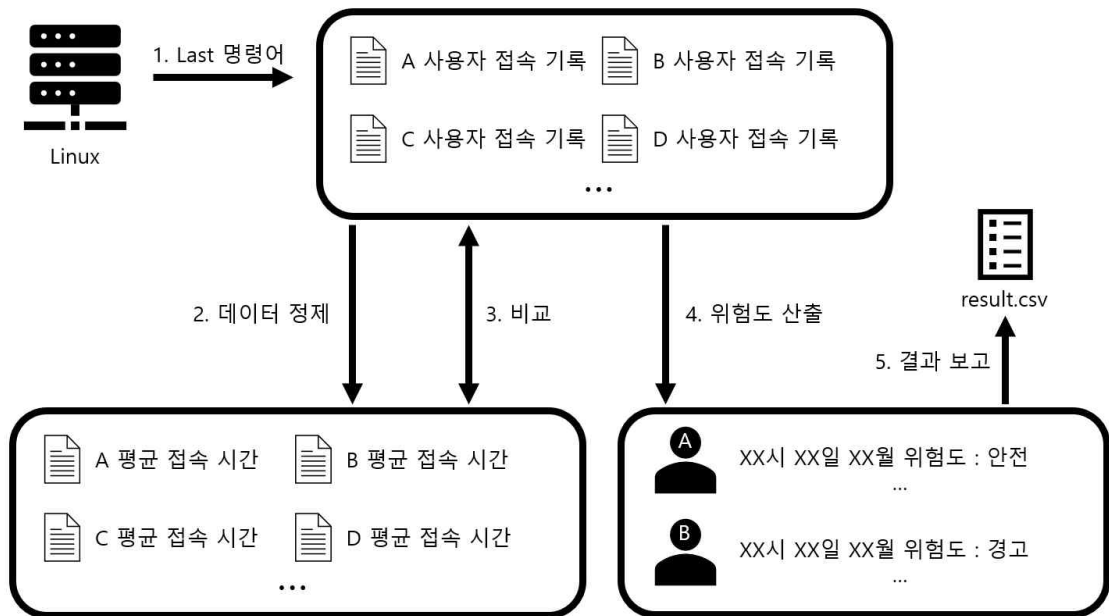 1. Last 명령어
Linux
A 사용자 접속 기록
B 사용자 접속 기록
C 사용자 접속 기록
D 사용자 접속 기록
...
2. 데이터 정제
3. 비교
4. 위험도 산출
result.csv
5. 결과 보고
A 평균 접속 시간
B 평균 접속 시간
C 평균 접속 시간
D 평균 접속 시간
...
A
XX시 XX일 XX월 위험도 : 안전
...
B
XX시 XX일 XX월 위험도 : 경고
...